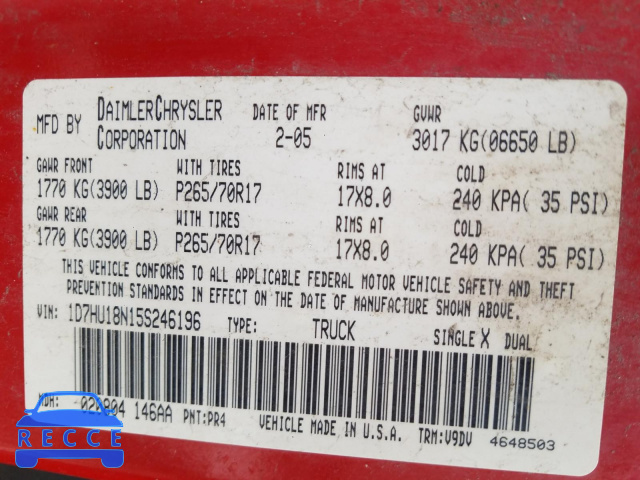 MFD BY DAIMLERCHRYSLER CORPORATION DATE OF MFR 2-05 GVWR 3017 KG(06650 LB)
GAWR FRONT WITH TIRES RIMS AT COLD
1770 KG(3900 LB) P265/70R17 17X8.0 240 KPA( 35 PSI)
GAWR REAR WITH TIRES RIMS AT COLD
1770 KG(3900 LB) P265/70R17 17X8.0 240 KPA( 35 PSI)
THIS VEHICLE CONFORMS TO ALL APPLICABLE FEDERAL MOTOR VEHICLE SAFETY AND THEFT
PREVENTION STANDARDS IN EFFECT ON THE DATE OF MANUFACTURE SHOWN ABOVE.
VIN: 1D7HU18N15S246196 TYPE: TRUCK SINGLE X DUAL
MDH: 146AA PNT:PR4 VEHICLE MADE IN U.S.A. TRM:V9DV 4648503
RECCE